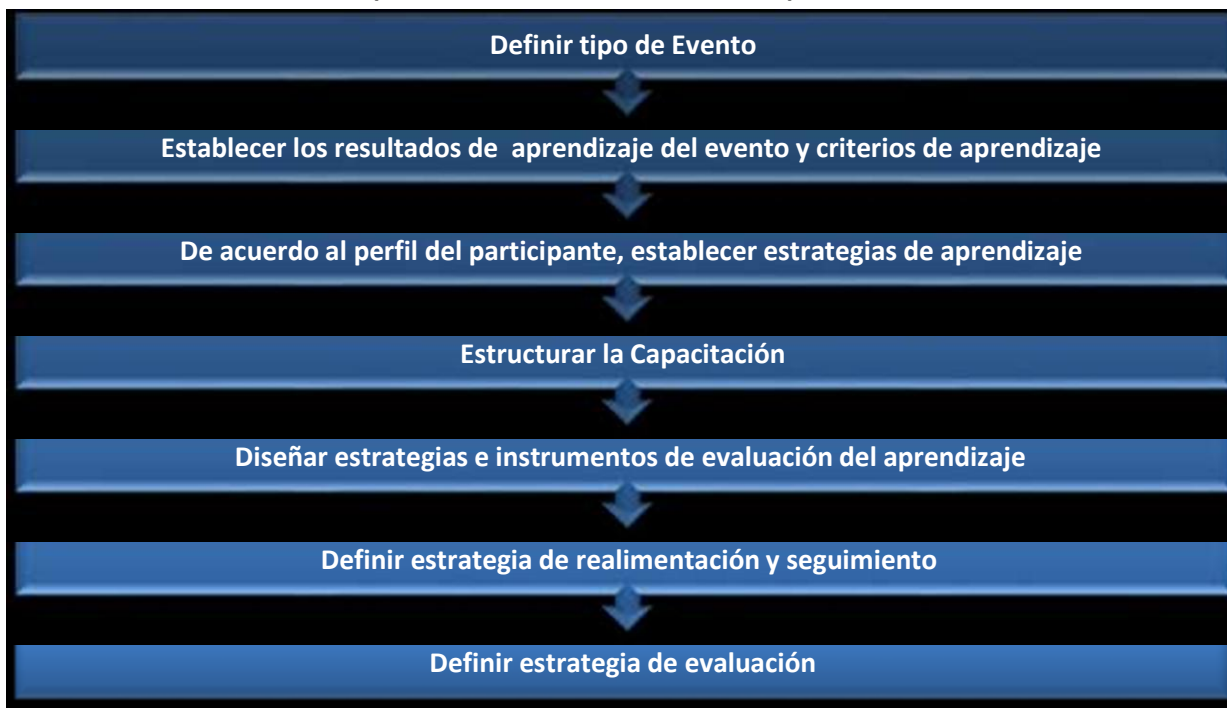 Definir tipo de Evento
Establecer los resultados de aprendizaje del evento y criterios de aprendizaje
De acuerdo al perfil del participante, establecer estrategias de aprendizaje
Estructurar la Capacitación
Diseñar estrategias e instrumentos de evaluación del aprendizaje
Definir estrategia de realimentación y seguimiento
Definir estrategia de evaluación